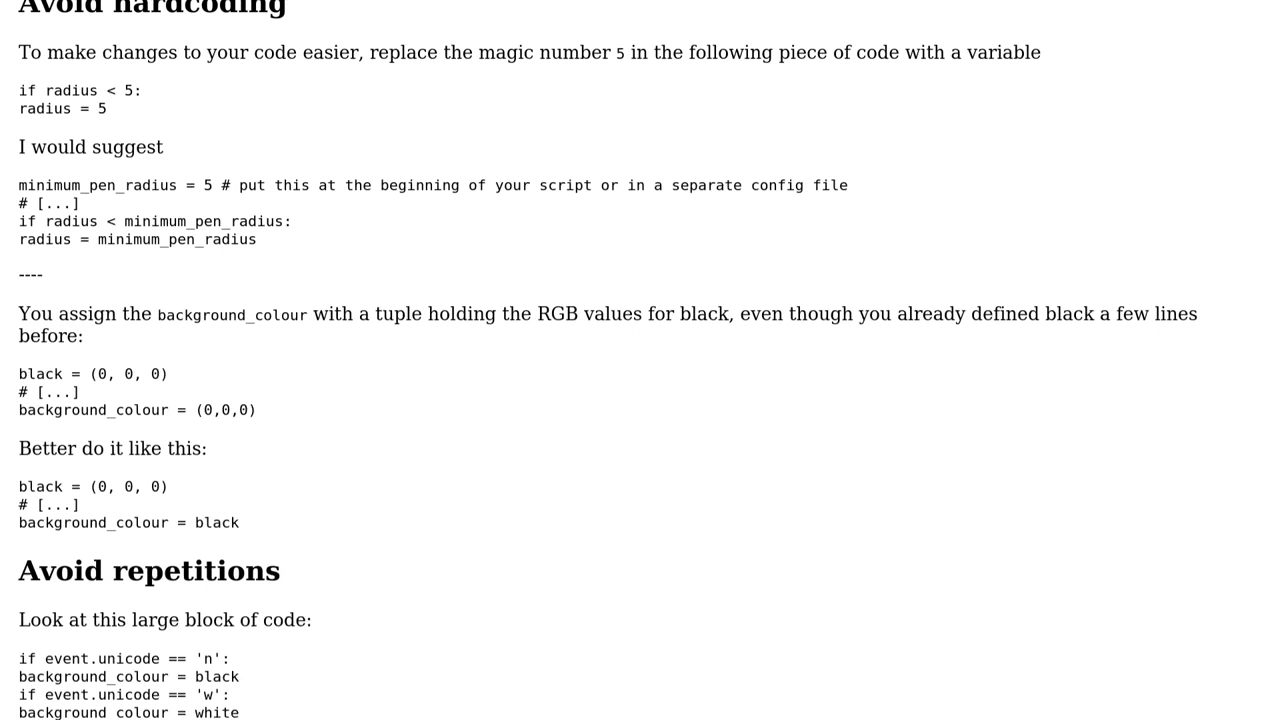 Avoid hardcoding
To make changes to your code easier, replace the magic number 5 in the following piece of code with a variable
if radius < 5:
radius = 5
I would suggest
minimum_pen_radius = 5 # put this at the beginning of your script or in a separate config file
# [...]
if radius < minimum_pen_radius:
radius = minimum_pen_radius
----
You assign the background_colour with a tuple holding the RGB values for black, even though you already defined black a few lines
before:
black = (0, 0, 0)
# [...]
background_colour = (0,0,0)
Better do it like this:
black = (0, 0, 0)
# [...]
background_colour = black
Avoid repetitions
Look at this large block of code:
if event.unicode == 'n':
background_colour = black
if event.unicode == 'w':
background_colour = white